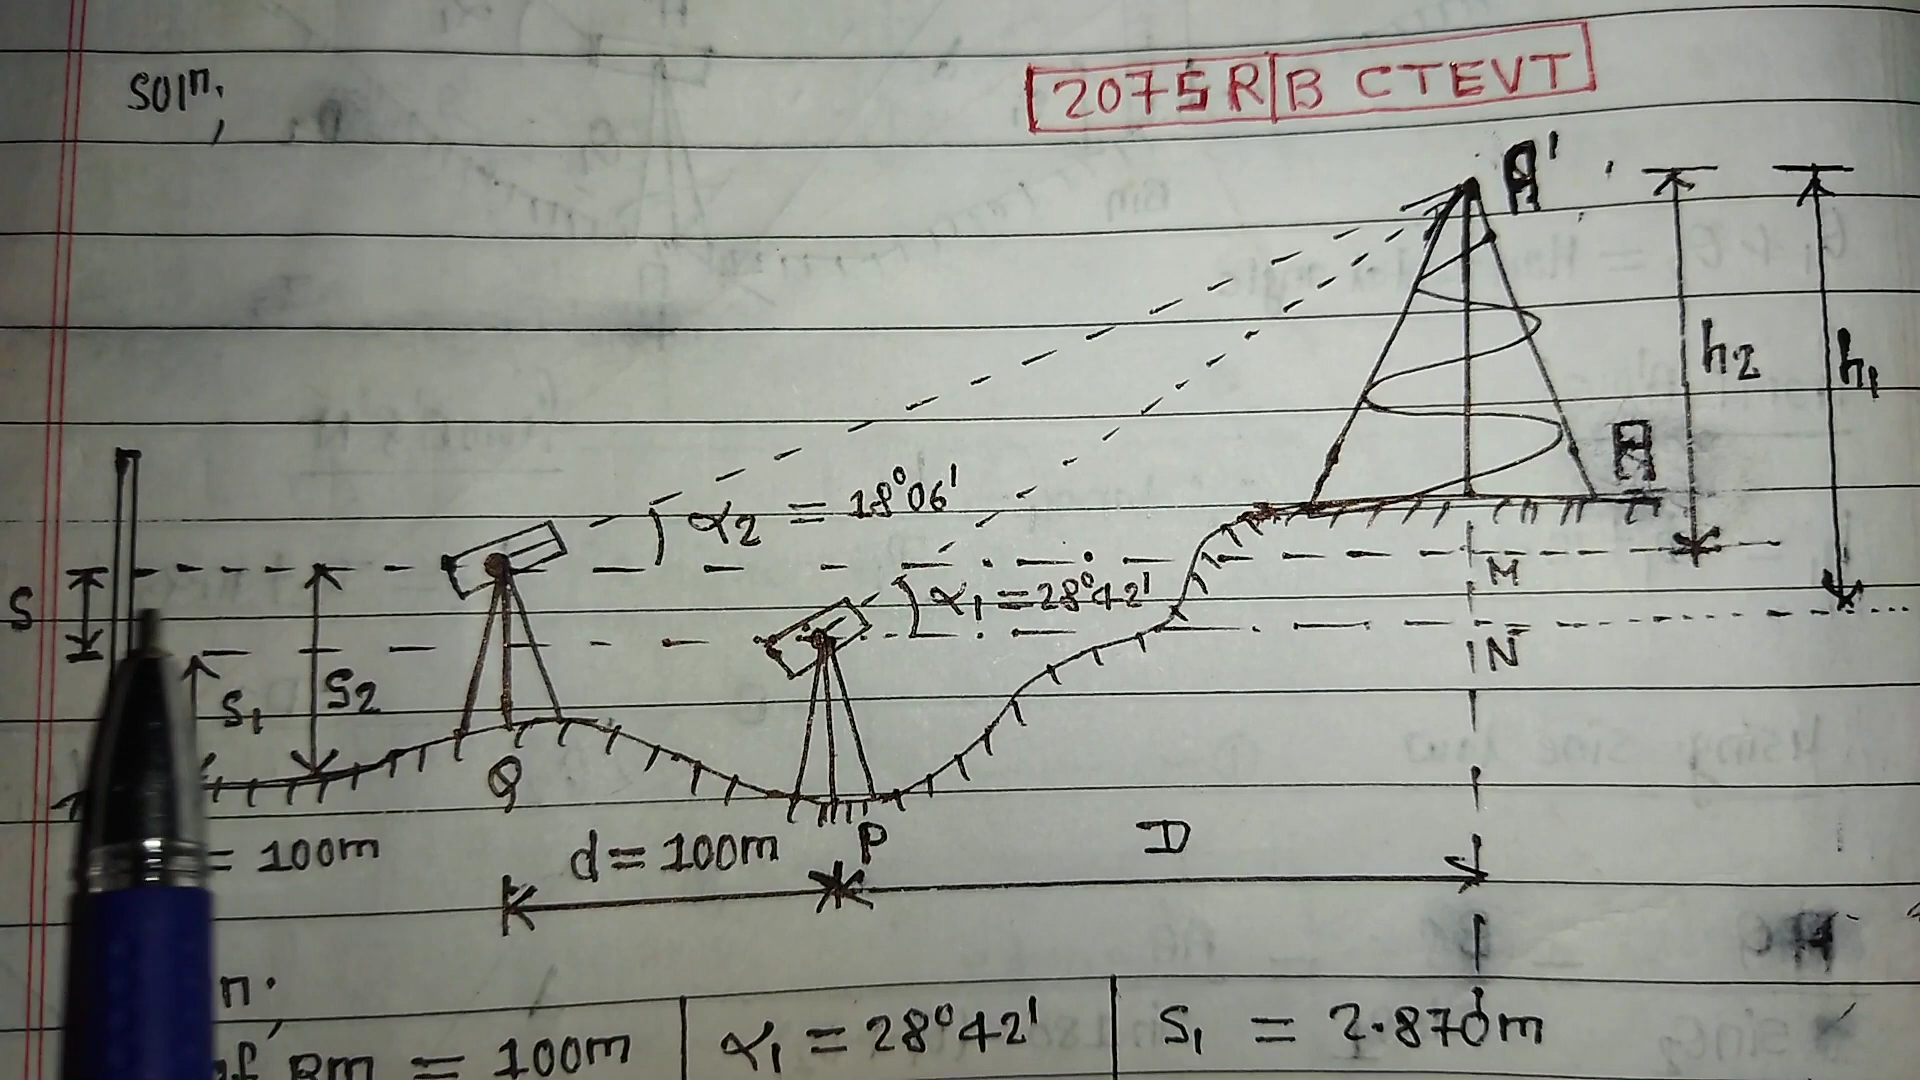 soln.,
2075 R|B CTEVT
A'
h2
h1
α2 = 18°06'
A
S
α1 = 28°42'
M
N
S1
S2
Q
P
= 100m
d = 100m
D
n.,
of BM = 100m
α1 = 28°42'
S1 = 2.870m